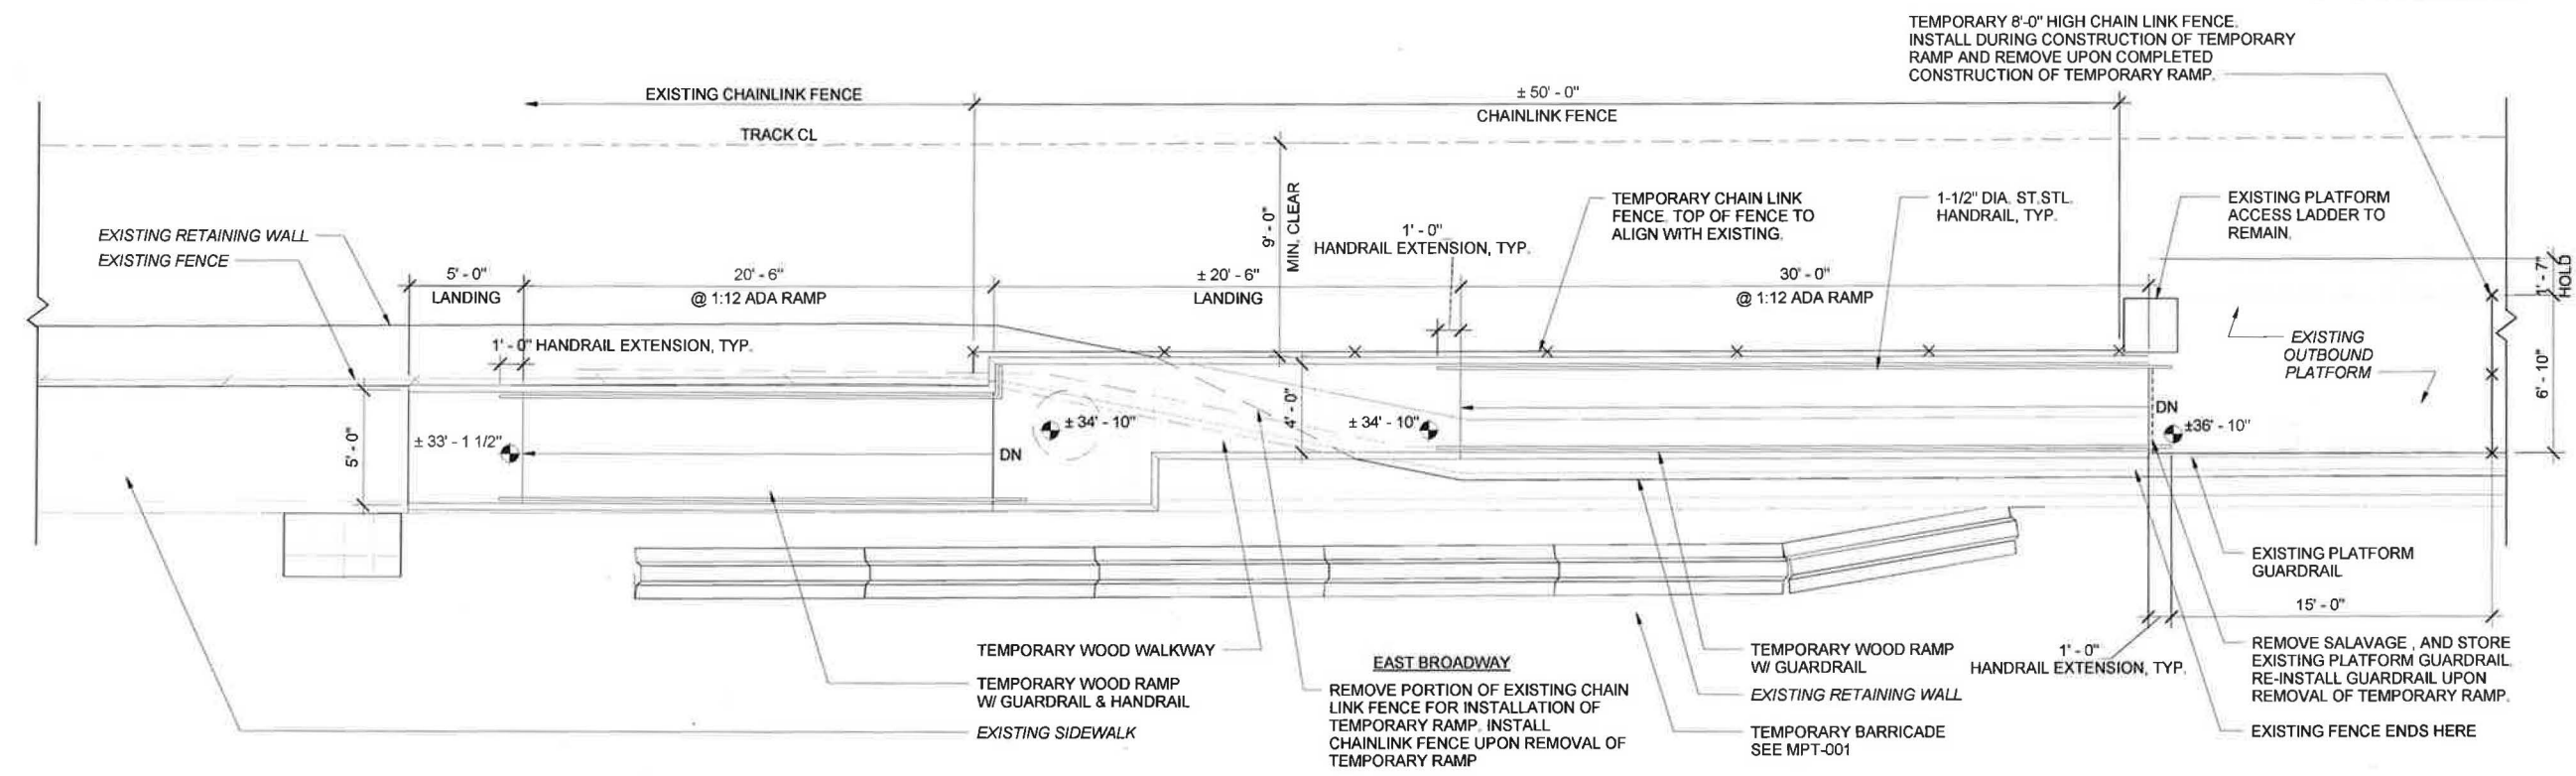 TEMPORARY 8'-0" HIGH CHAIN LINK FENCE.
INSTALL DURING CONSTRUCTION OF TEMPORARY
RAMP AND REMOVE UPON COMPLETED
CONSTRUCTION OF TEMPORARY RAMP.
EXISTING CHAINLINK FENCE
± 50' - 0"
CHAINLINK FENCE
TRACK CL
9' - 0"
MIN. CLEAR
TEMPORARY CHAIN LINK
FENCE. TOP OF FENCE TO
ALIGN WITH EXISTING.
1-1/2" DIA. ST.STL.
HANDRAIL, TYP.
EXISTING PLATFORM
ACCESS LADDER TO
REMAIN.
EXISTING RETAINING WALL
EXISTING FENCE
1' - 0"
HANDRAIL EXTENSION, TYP.
5' - 0"
LANDING
20' - 6"
@ 1:12 ADA RAMP
± 20' - 6"
LANDING
30' - 0"
@ 1:12 ADA RAMP
1' - 7"
HOLD
1' - 0" HANDRAIL EXTENSION, TYP.
EXISTING
OUTBOUND
PLATFORM
6' - 10"
5' - 0"
± 33' - 1 1/2"
DN
± 34' - 10"
4' - 0"
± 34' - 10"
DN
±36' - 10"
EXISTING PLATFORM
GUARDRAIL
15' - 0"
1' - 0"
HANDRAIL EXTENSION, TYP.
REMOVE SALAVAGE , AND STORE
EXISTING PLATFORM GUARDRAIL.
RE-INSTALL GUARDRAIL UPON
REMOVAL OF TEMPORARY RAMP.
EXISTING FENCE ENDS HERE
TEMPORARY WOOD WALKWAY
TEMPORARY WOOD RAMP
W/ GUARDRAIL & HANDRAIL
EXISTING SIDEWALK
EAST BROADWAY
REMOVE PORTION OF EXISTING CHAIN
LINK FENCE FOR INSTALLATION OF
TEMPORARY RAMP. INSTALL
CHAINLINK FENCE UPON REMOVAL OF
TEMPORARY RAMP
TEMPORARY WOOD RAMP
W/ GUARDRAIL
EXISTING RETAINING WALL
TEMPORARY BARRICADE
SEE MPT-001